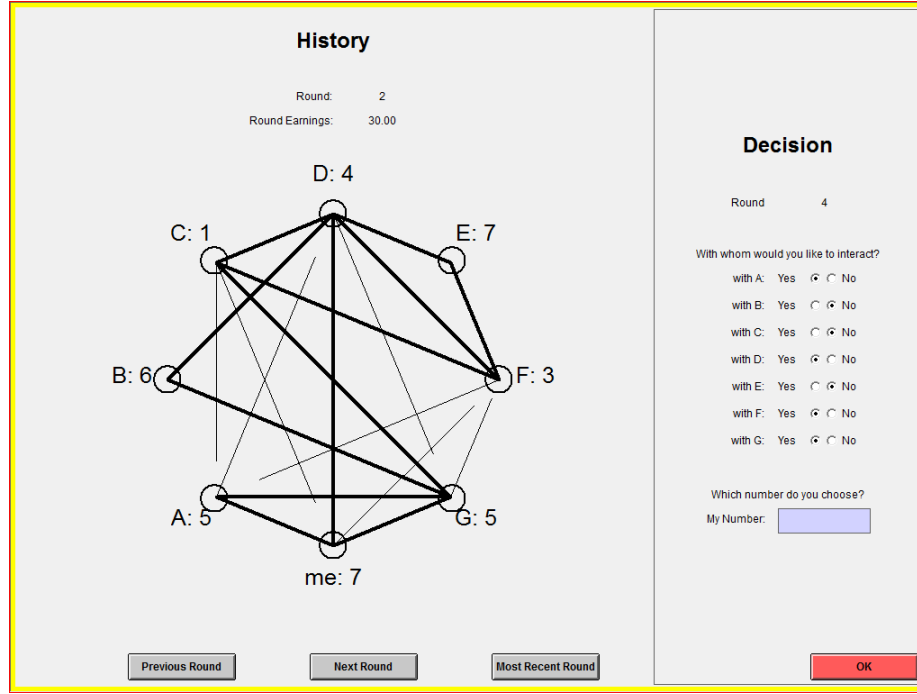 History
Round: 2
Round Earnings: 30.00
D: 4
C: 1
E: 7
B: 6
F: 3
A: 5
G: 5
me: 7
Previous Round
Next Round
Most Recent Round
Decision
Round 4
With whom would you like to interact?
with A: Yes No
with B: Yes No
with C: Yes No
with D: Yes No
with E: Yes No
with F: Yes No
with G: Yes No
Which number do you choose?
My Number:
OK